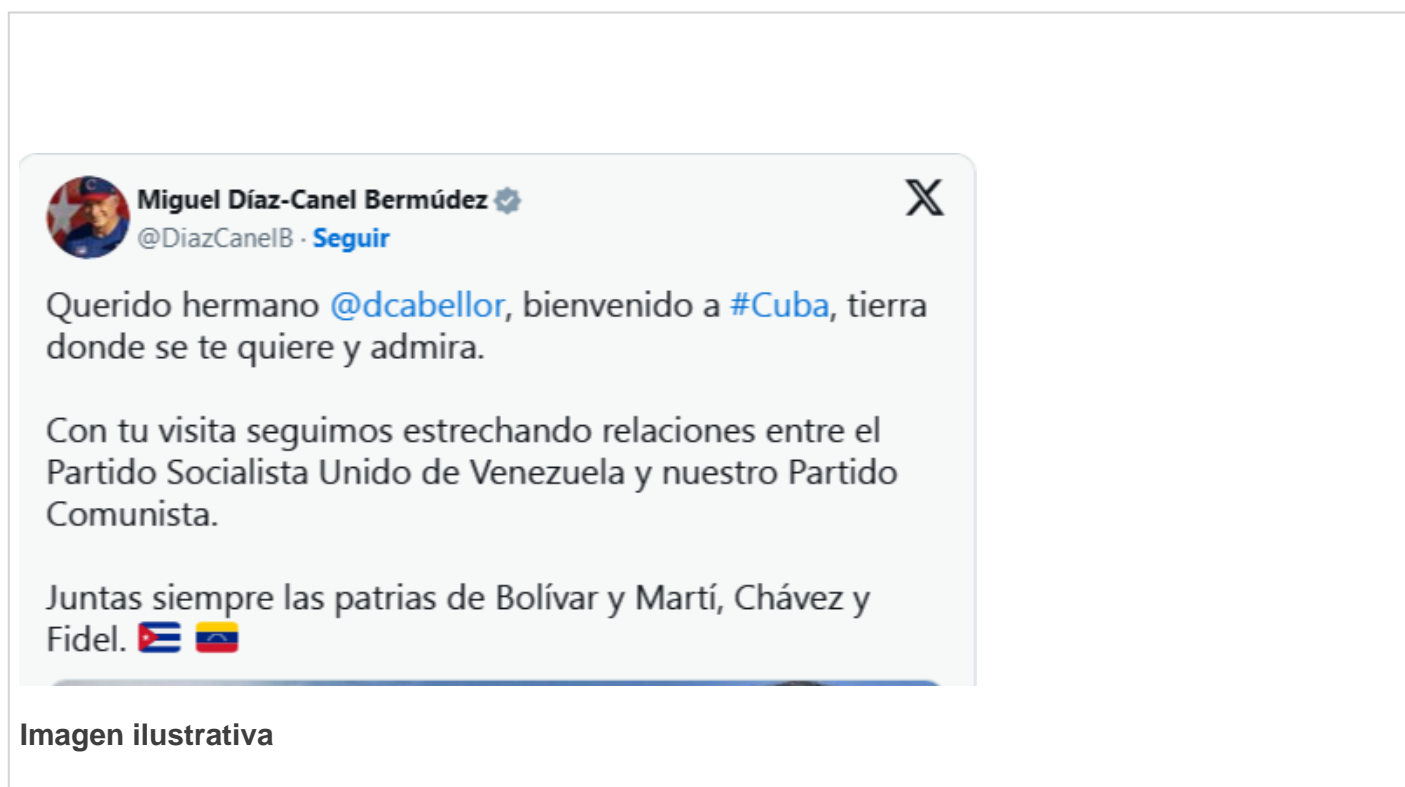 Miguel Díaz-Canel Bermúdez
@DiazCanelB · Seguir
Querido hermano @dcabellor, bienvenido a #Cuba, tierra
donde se te quiere y admira.
Con tu visita seguimos estrechando relaciones entre el
Partido Socialista Unido de Venezuela y nuestro Partido
Comunista.
Juntas siempre las patrias de Bolívar y Martí, Chávez y
Fidel. 🇨🇺 🇻🇪
Imagen ilustrativa